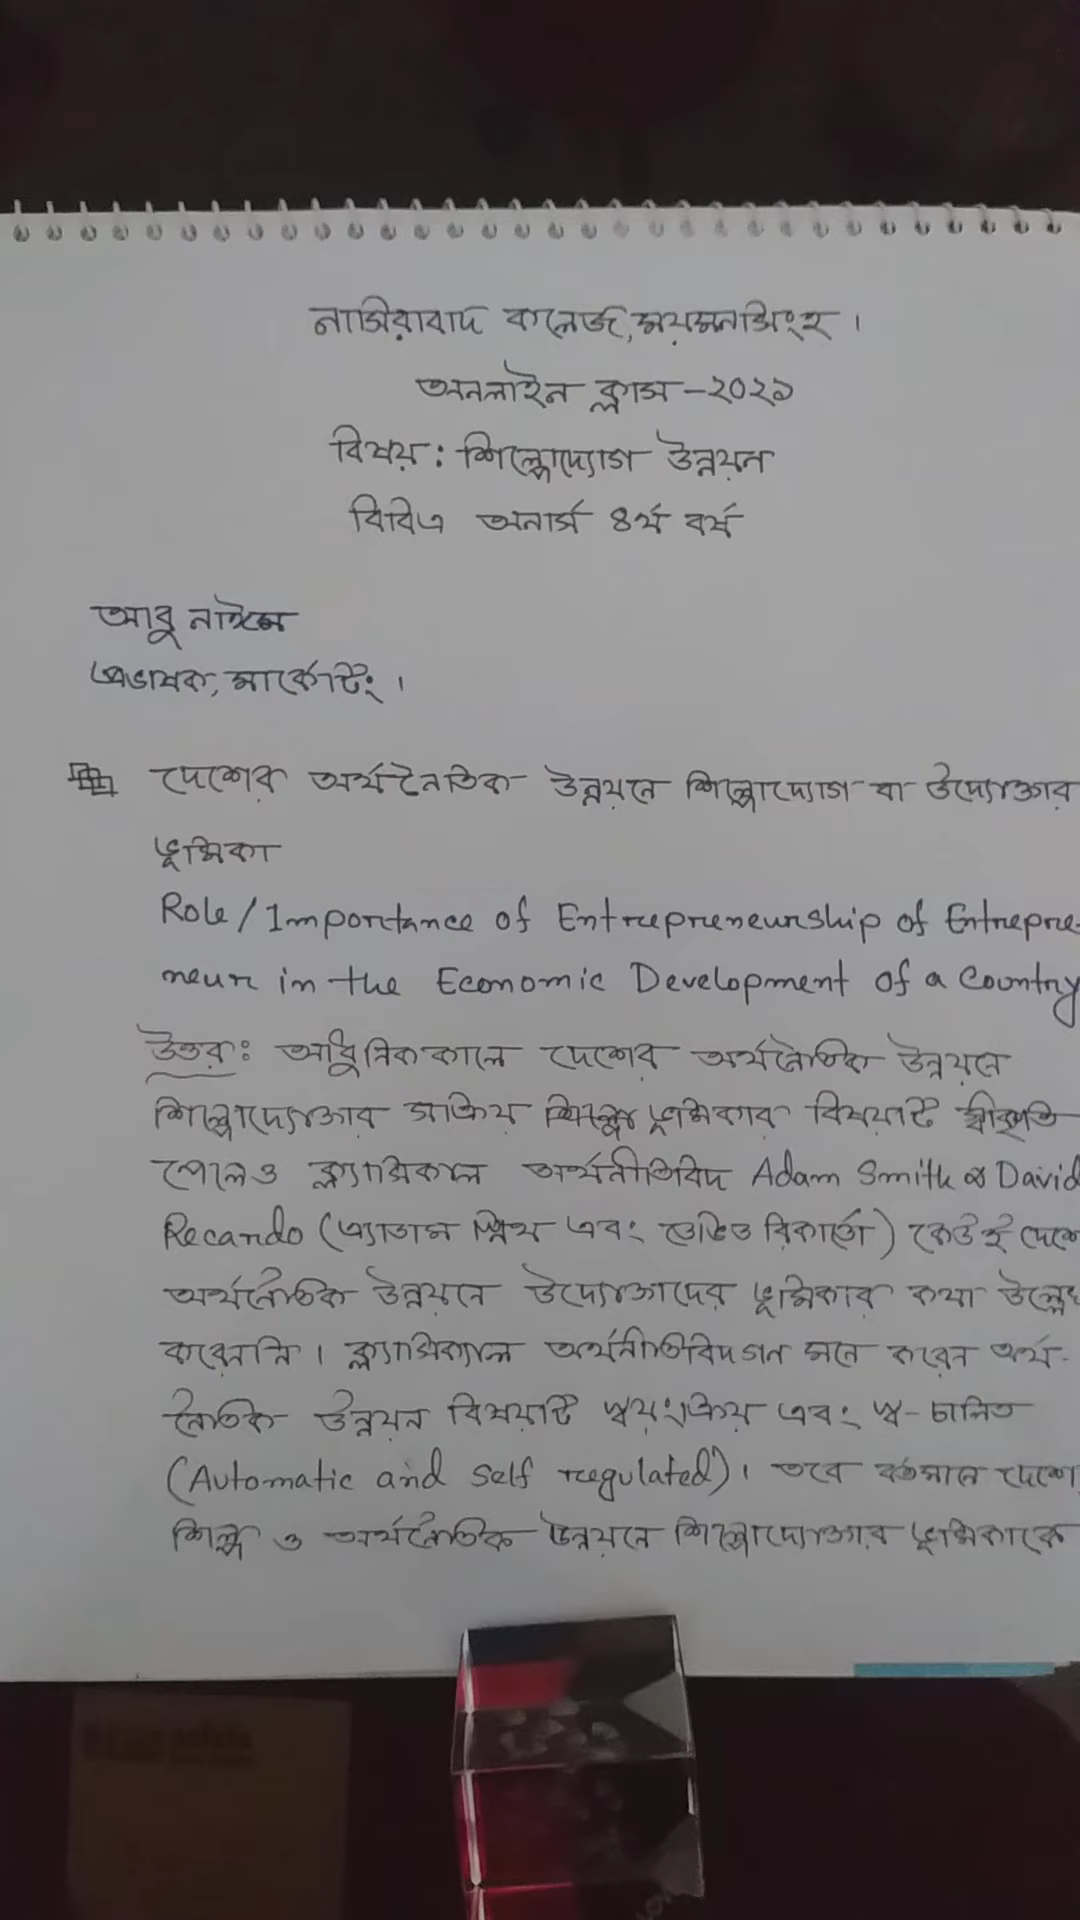 নাসিরাবাদ কলেজ, ময়মনসিংহ।
অনলাইন ক্লাস -২০২১
বিষয়: শিল্পোদ্যোগ উন্নয়ন
বিবিএ অনার্স ৪র্থ বর্ষ
আবু নাঈম
প্রভাষক, মার্কেটিং।
দেশের অর্থনৈতিক উন্নয়নে শিল্পোদ্যোগ বা উদ্যোক্তার
ভূমিকা
Role/Importance of Entrepreneurship of Entrepre-
neur in the Economic Development of a Country
উত্তর: আধুনিককালে দেশের অর্থনৈতিক উন্নয়নে
শিল্পোদ্যোক্তার সক্রিয় ভূমিকার বিষয়টি স্বীকৃতি
পেলেও ক্ল্যাসিকাল অর্থনীতিবিদ Adam Smith & David
Recardo (এ্যাডাম স্মিথ এবং ডেভিড রিকার্ডো) কেউই দেশে
অর্থনৈতিক উন্নয়নে উদ্যোক্তাদের ভূমিকার কথা উল্লেখ
করেননি। ক্ল্যাসিক্যাল অর্থনীতিবিদগন মনে করেন অর্থ-
নৈতিক উন্নয়ন বিষয়টি স্বয়ংক্রিয় এবং স্ব-চালিত
(Automatic and Self regulated)। তবে বর্তমানে দেশে
শিল্প ও অর্থনৈতিক উন্নয়নে শিল্পোদ্যোক্তার ভূমিকাকে